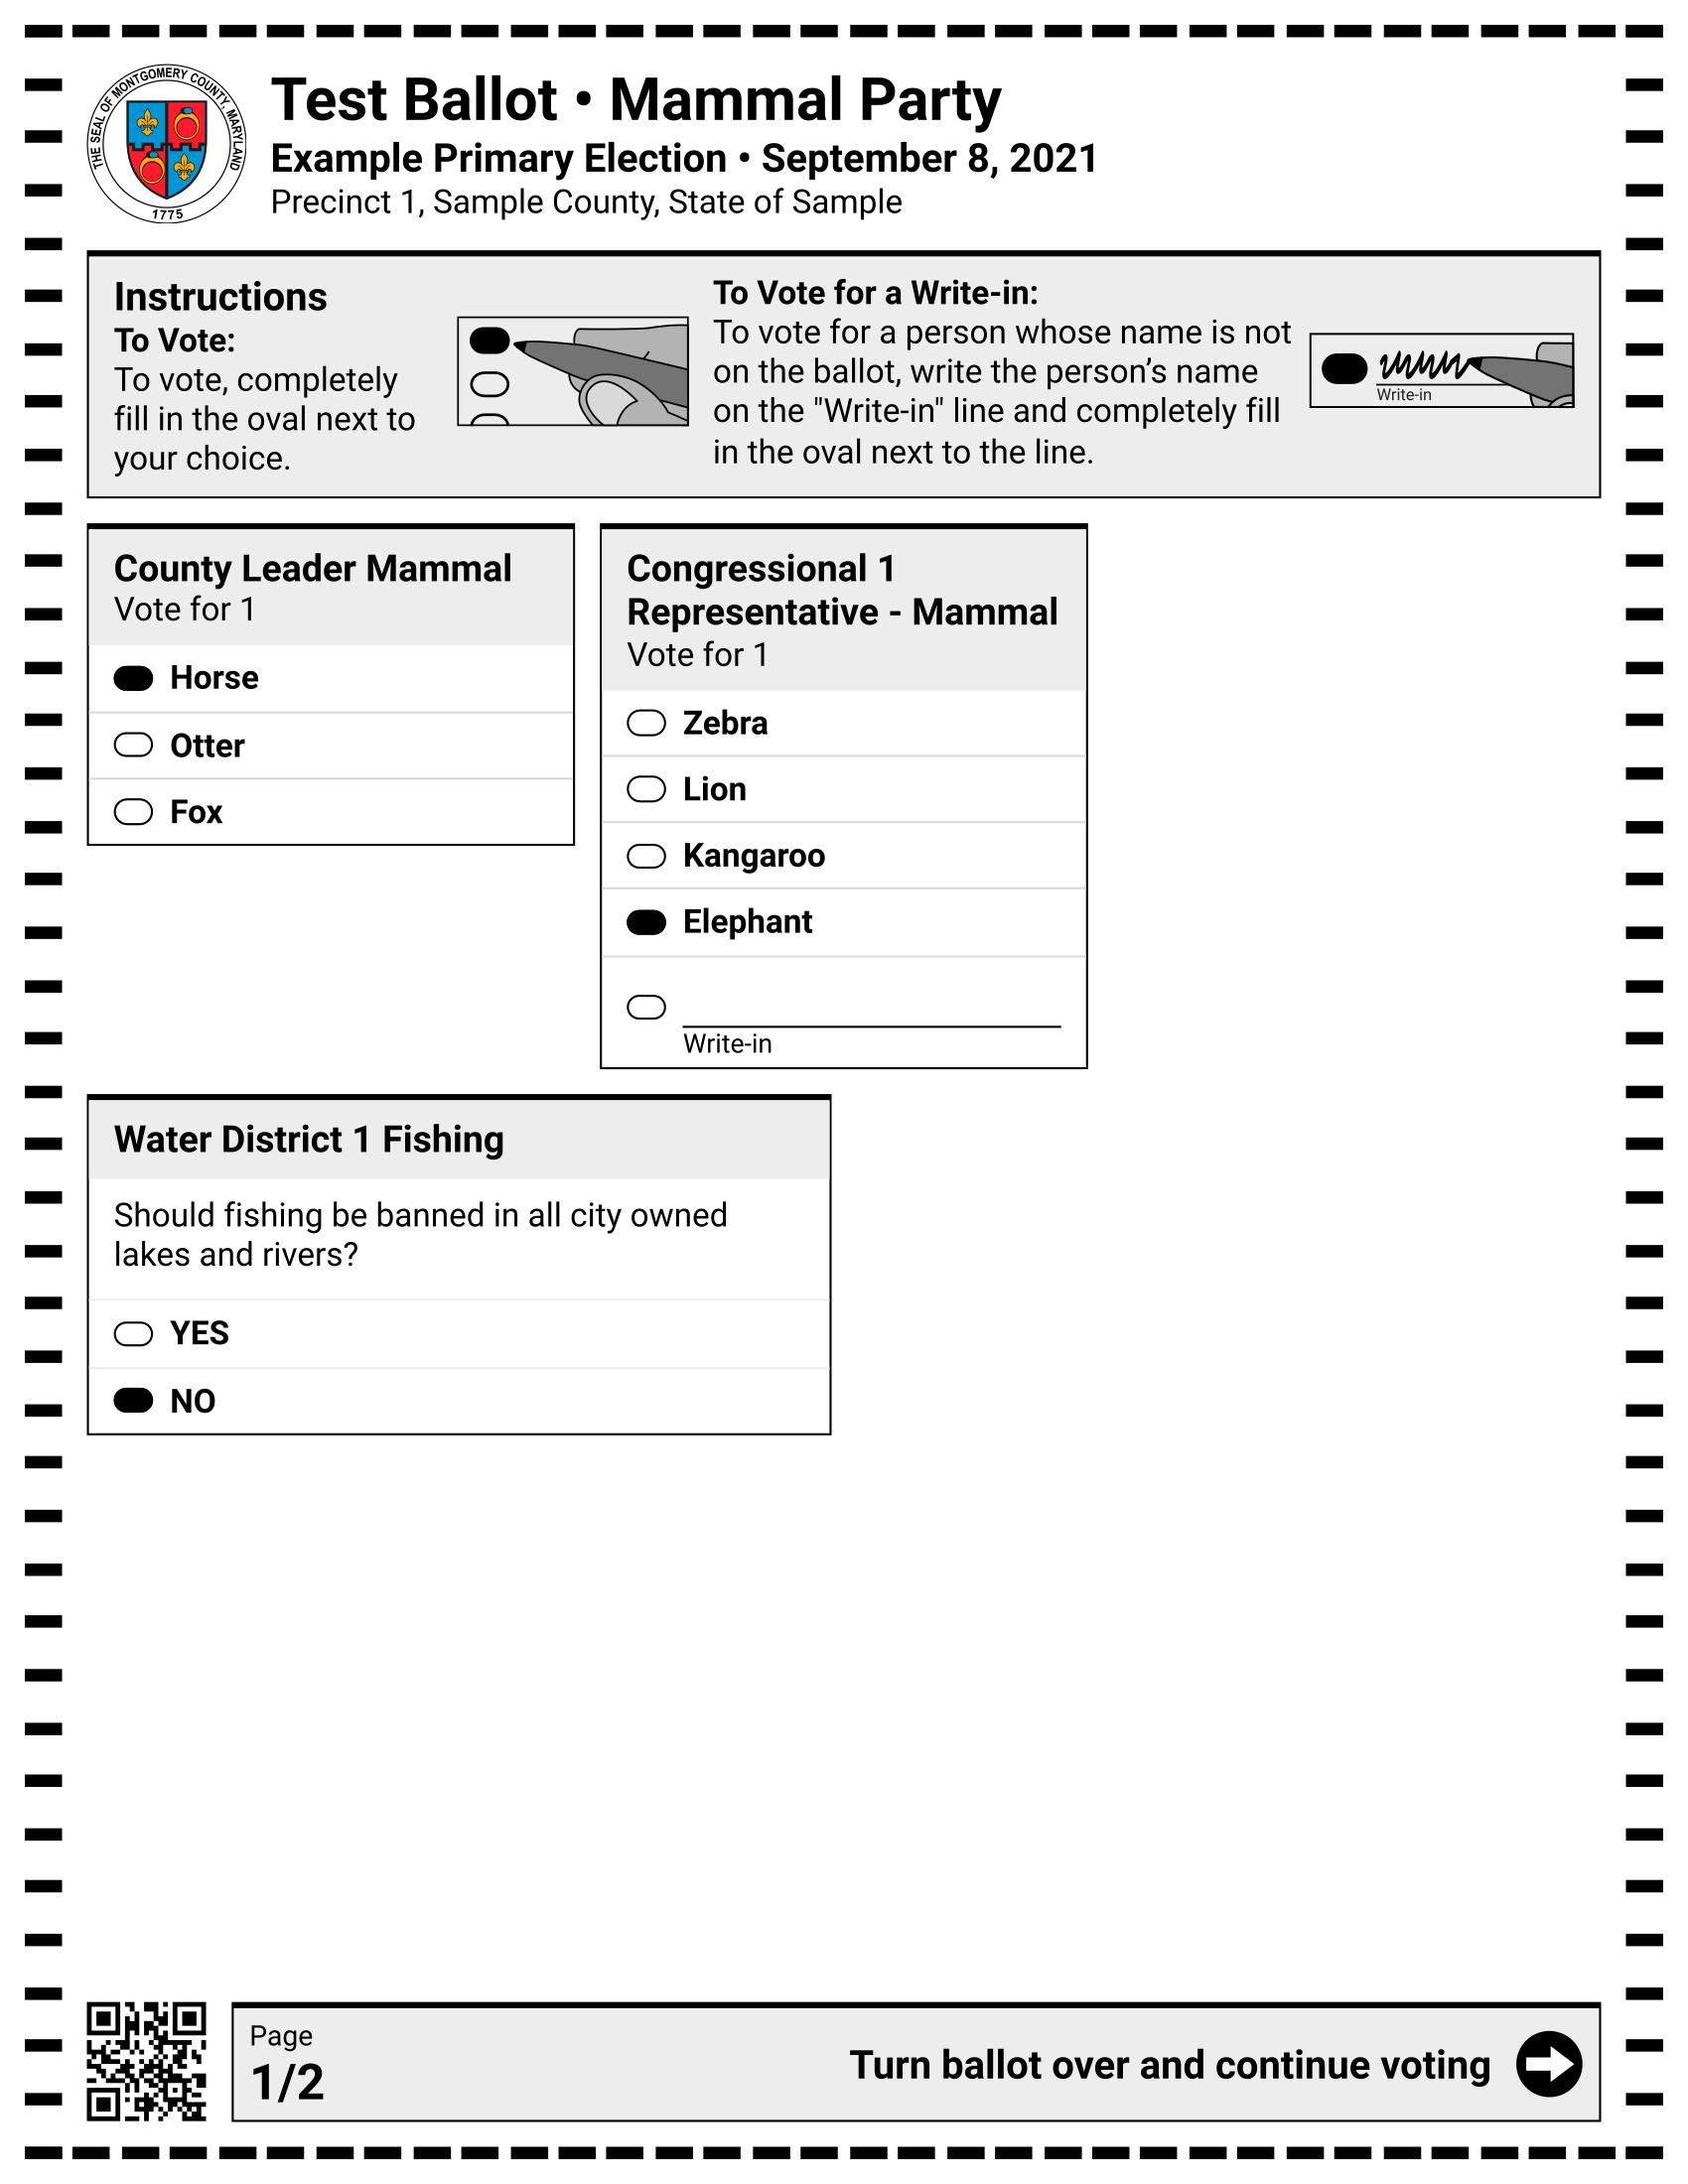 THE SEAL OF MONTGOMERY COUNTY, MARYLAND
1775
Test Ballot • Mammal Party
Example Primary Election • September 8, 2021
Precinct 1, Sample County, State of Sample
Instructions
To Vote:
To vote, completely
fill in the oval next to
your choice.
To Vote for a Write-in:
To vote for a person whose name is not
on the ballot, write the person’s name
on the "Write-in" line and completely fill
in the oval next to the line.
Write-in
County Leader Mammal
Vote for 1
Horse
Otter
Fox
Congressional 1
Representative - Mammal
Vote for 1
Zebra
Lion
Kangaroo
Elephant
Write-in
Water District 1 Fishing
Should fishing be banned in all city owned
lakes and rivers?
YES
NO
Page
1/2
Turn ballot over and continue voting